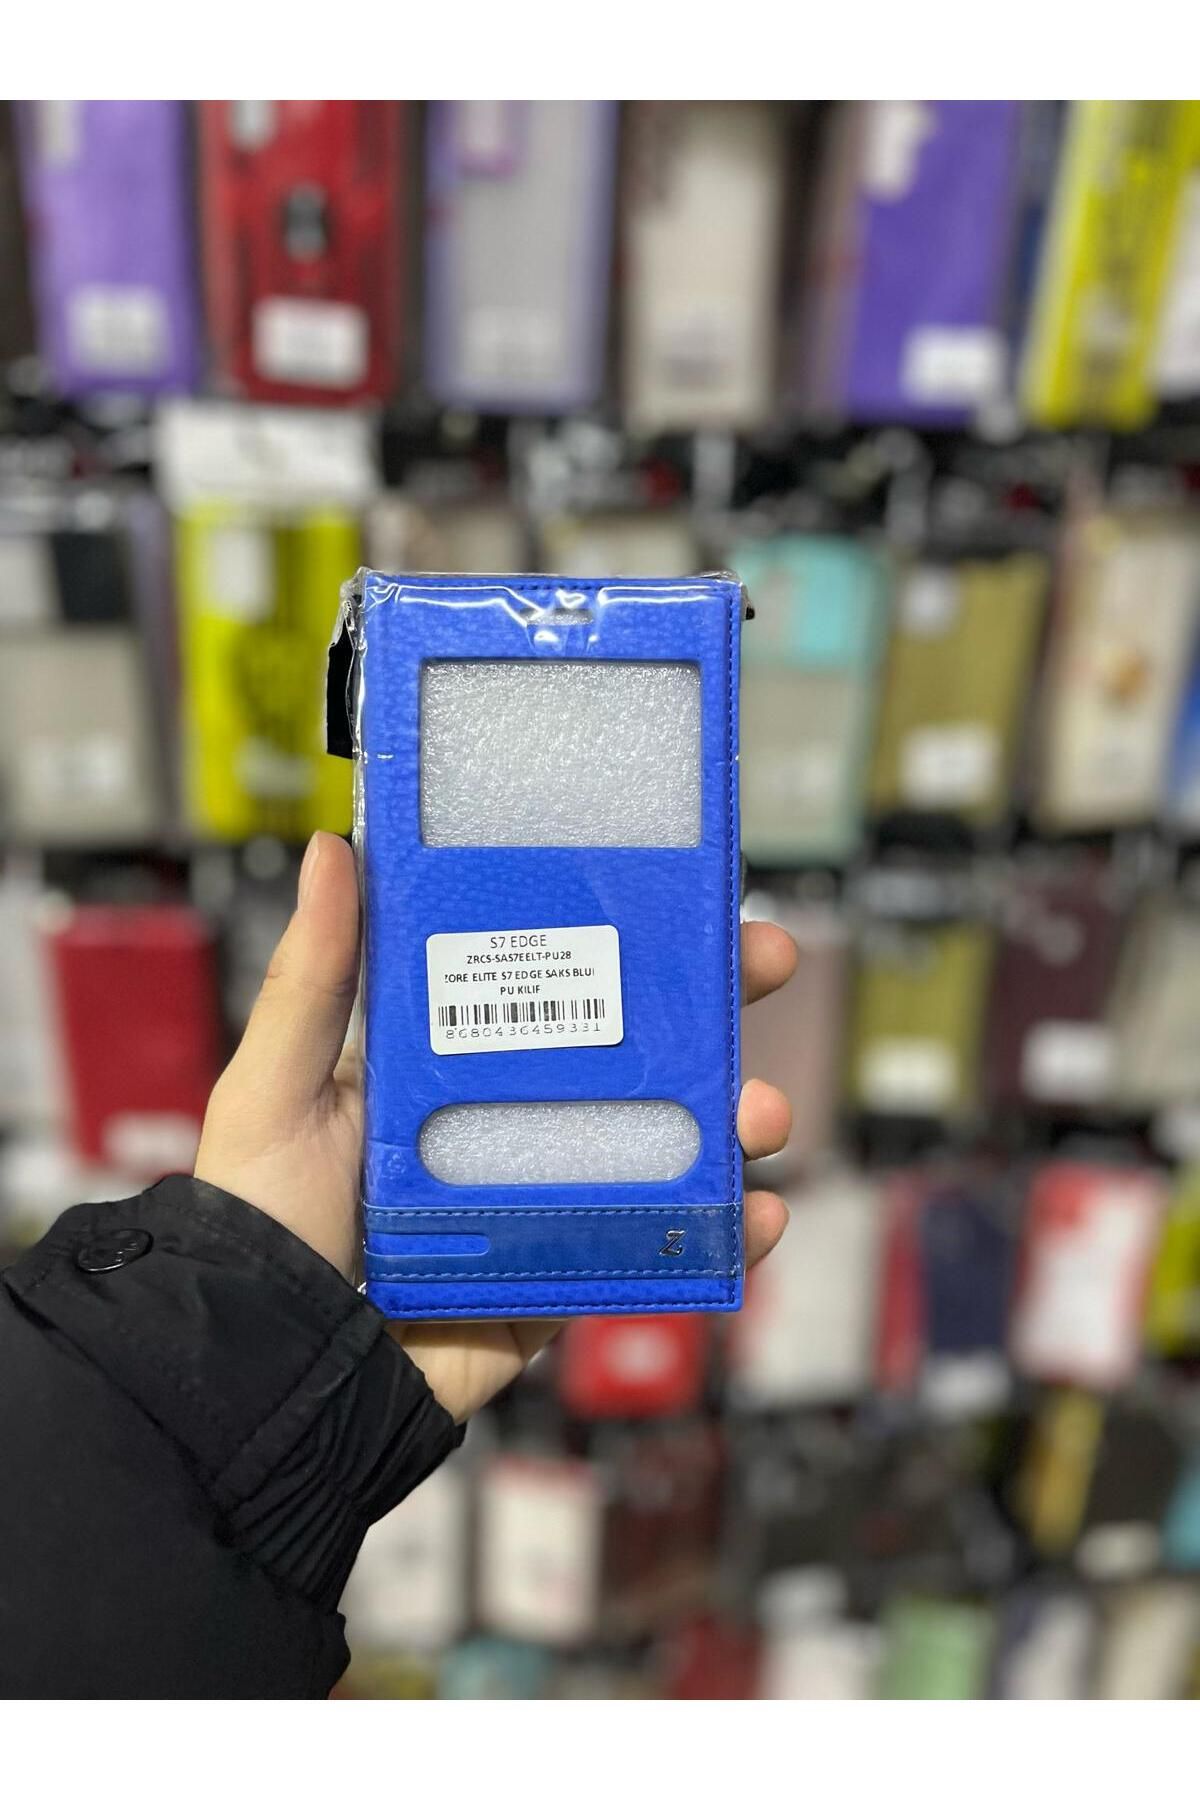 S7 EDGE
ZRCS-SAS7EELT-PU28
ZORE ELITE S7 EDGE SAKS BLUE
PU KILIF
8680436459331
Z